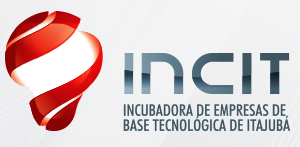 INCIT
INCUBADORA DE EMPRESAS DE
BASE TECNOLÓGICA DE ITAJUBÁ